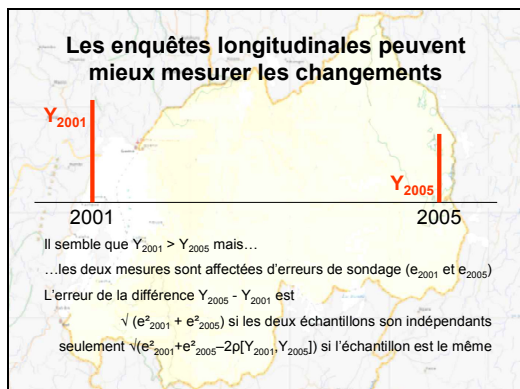 Les enquêtes longitudinales peuvent
mieux mesurer les changements
Y₂₀₀₁
Y₂₀₀₅
2001 2005
Il semble que Y₂₀₀₁ > Y₂₀₀₅ mais…
…les deux mesures sont affectées d'erreurs de sondage (e₂₀₀₁ et e₂₀₀₅)
L'erreur de la différence Y₂₀₀₅ - Y₂₀₀₁ est
√ (e²₂₀₀₁ + e²₂₀₀₅) si les deux échantillons son indépendants
seulement √(e²₂₀₀₁+e²₂₀₀₅–2ρ[Y₂₀₀₁,Y₂₀₀₅]) si l'échantillon est le même